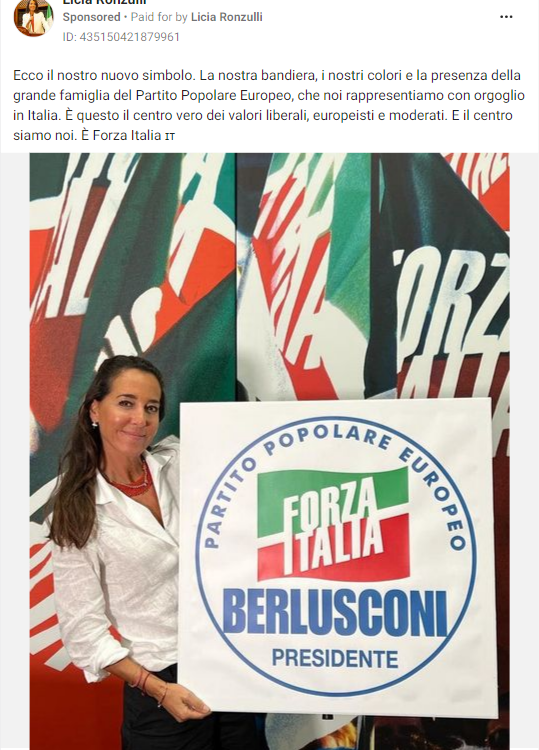 Licia Ronzulli
Sponsored • Paid for by Licia Ronzulli
ID: 435150421879961
Ecco il nostro nuovo simbolo. La nostra bandiera, i nostri colori e la presenza della
grande famiglia del Partito Popolare Europeo, che noi rappresentiamo con orgoglio
in Italia. È questo il centro vero dei valori liberali, europeisti e moderati. E il centro
siamo noi. È Forza Italia IT
ORZ
PARTITO POPOLARE EUROPEO
FORZA
ITALIA
BERLUSCONI
PRESIDENTE